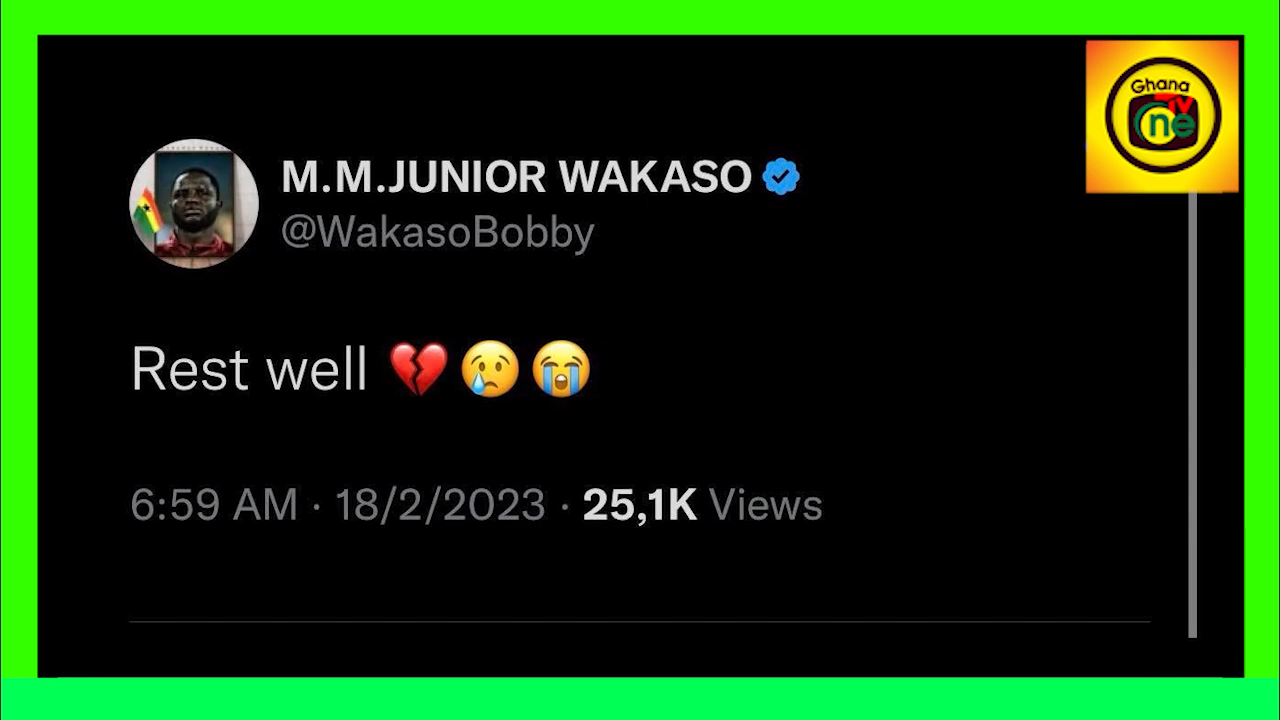 Ghana
TV
One
M.M.JUNIOR WAKASO
@WakasoBobby
Rest well 💔😢😭
6:59 AM · 18/2/2023 · 25,1K Views